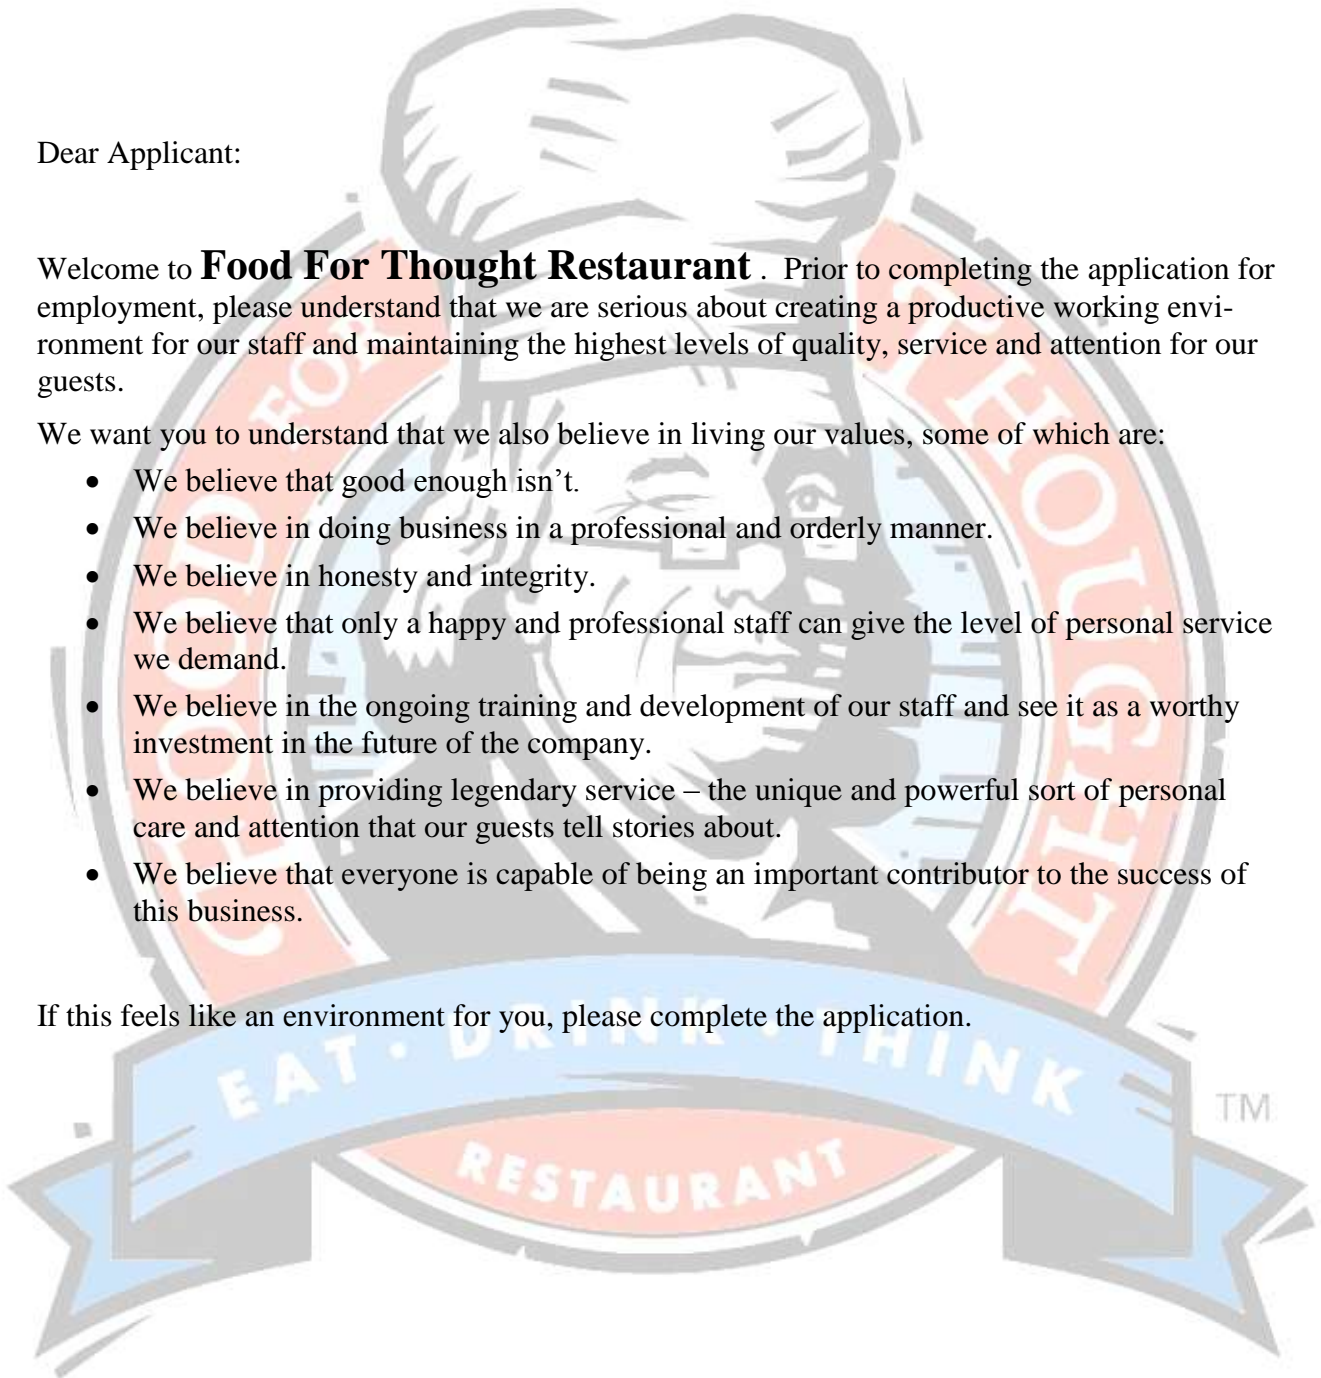 Dear Applicant:
Welcome to Food For Thought Restaurant . Prior to completing the application for
employment, please understand that we are serious about creating a productive working envi-
ronment for our staff and maintaining the highest levels of quality, service and attention for our
guests.
We want you to understand that we also believe in living our values, some of which are:
• We believe that good enough isn’t.
• We believe in doing business in a professional and orderly manner.
• We believe in honesty and integrity.
• We believe that only a happy and professional staff can give the level of personal service
we demand.
• We believe in the ongoing training and development of our staff and see it as a worthy
investment in the future of the company.
• We believe in providing legendary service – the unique and powerful sort of personal
care and attention that our guests tell stories about.
• We believe that everyone is capable of being an important contributor to the success of
this business.
If this feels like an environment for you, please complete the application.
FOOD FOR THOUGHT
EAT · DRINK · THINK
TM
RESTAURANT